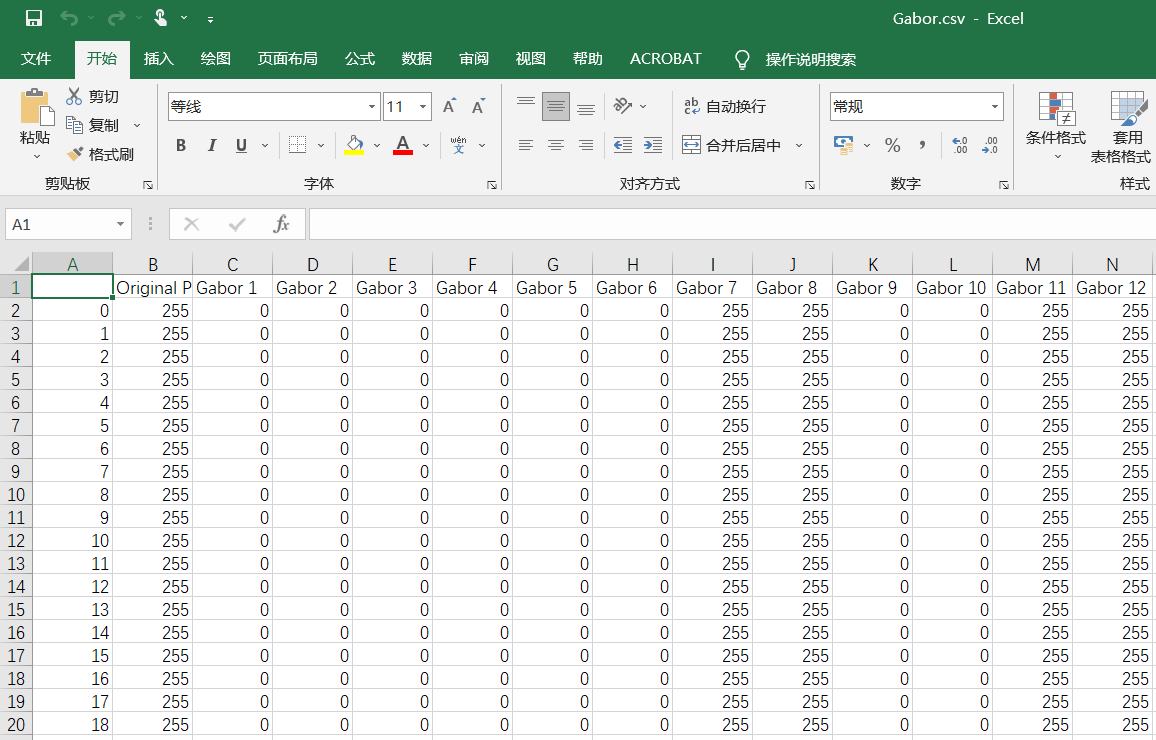 Gabor.csv - Excel
文件 开始 插入 绘图 页面布局 公式 数据 审阅 视图 帮助 ACROBAT 操作说明搜索
粘贴 剪切 复制 格式刷 剪贴板
等线 11 A A
B I U A wén 文 字体
ab 自动换行
合并后居中
对齐方式
常规
% , .0 .00 .00 .0
数字
条件格式 套用
表格格式
样式
A1 fx
A B C D E F G H I J K L M N
1 Original P Gabor 1 Gabor 2 Gabor 3 Gabor 4 Gabor 5 Gabor 6 Gabor 7 Gabor 8 Gabor 9 Gabor 10 Gabor 11 Gabor 12
2 0 255 0 0 0 0 0 0 255 255 0 0 255 255
3 1 255 0 0 0 0 0 0 255 255 0 0 255 255
4 2 255 0 0 0 0 0 0 255 255 0 0 255 255
5 3 255 0 0 0 0 0 0 255 255 0 0 255 255
6 4 255 0 0 0 0 0 0 255 255 0 0 255 255
7 5 255 0 0 0 0 0 0 255 255 0 0 255 255
8 6 255 0 0 0 0 0 0 255 255 0 0 255 255
9 7 255 0 0 0 0 0 0 255 255 0 0 255 255
10 8 255 0 0 0 0 0 0 255 255 0 0 255 255
11 9 255 0 0 0 0 0 0 255 255 0 0 255 255
12 10 255 0 0 0 0 0 0 255 255 0 0 255 255
13 11 255 0 0 0 0 0 0 255 255 0 0 255 255
14 12 255 0 0 0 0 0 0 255 255 0 0 255 255
15 13 255 0 0 0 0 0 0 255 255 0 0 255 255
16 14 255 0 0 0 0 0 0 255 255 0 0 255 255
17 15 255 0 0 0 0 0 0 255 255 0 0 255 255
18 16 255 0 0 0 0 0 0 255 255 0 0 255 255
19 17 255 0 0 0 0 0 0 255 255 0 0 255 255
20 18 255 0 0 0 0 0 0 255 255 0 0 255 255